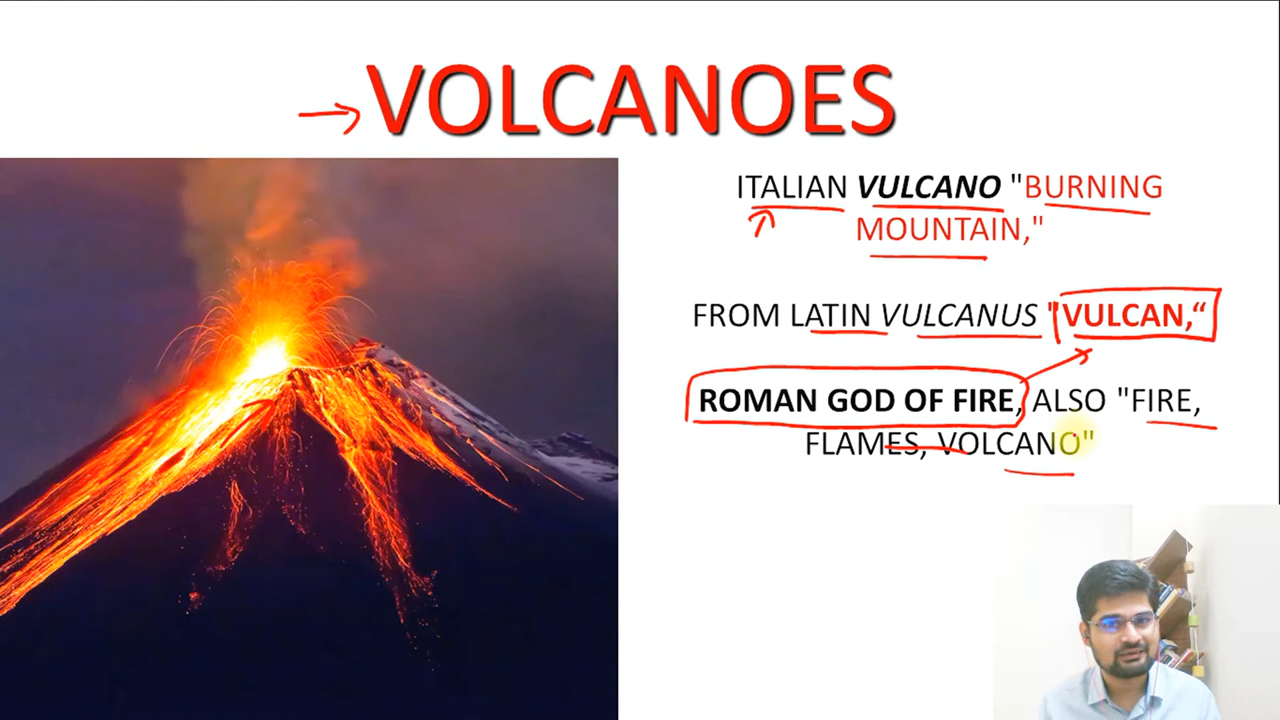 VOLCANOES
ITALIAN VULCANO "BURNING
MOUNTAIN,"
FROM LATIN VULCANUS "VULCAN,“
ROMAN GOD OF FIRE, ALSO "FIRE,
FLAMES, VOLCANO"